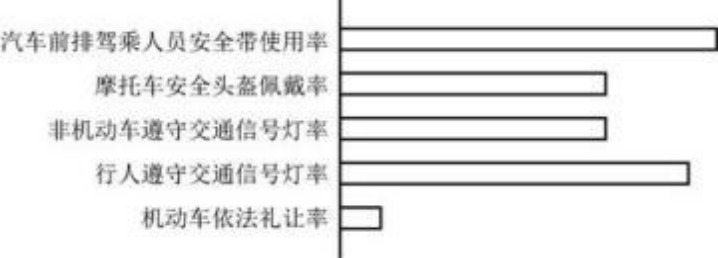 汽车前排驾乘人员安全带使用率
摩托车安全头盔佩戴率
非机动车遵守交通信号灯率
行人遵守交通信号灯率
机动车依法礼让率